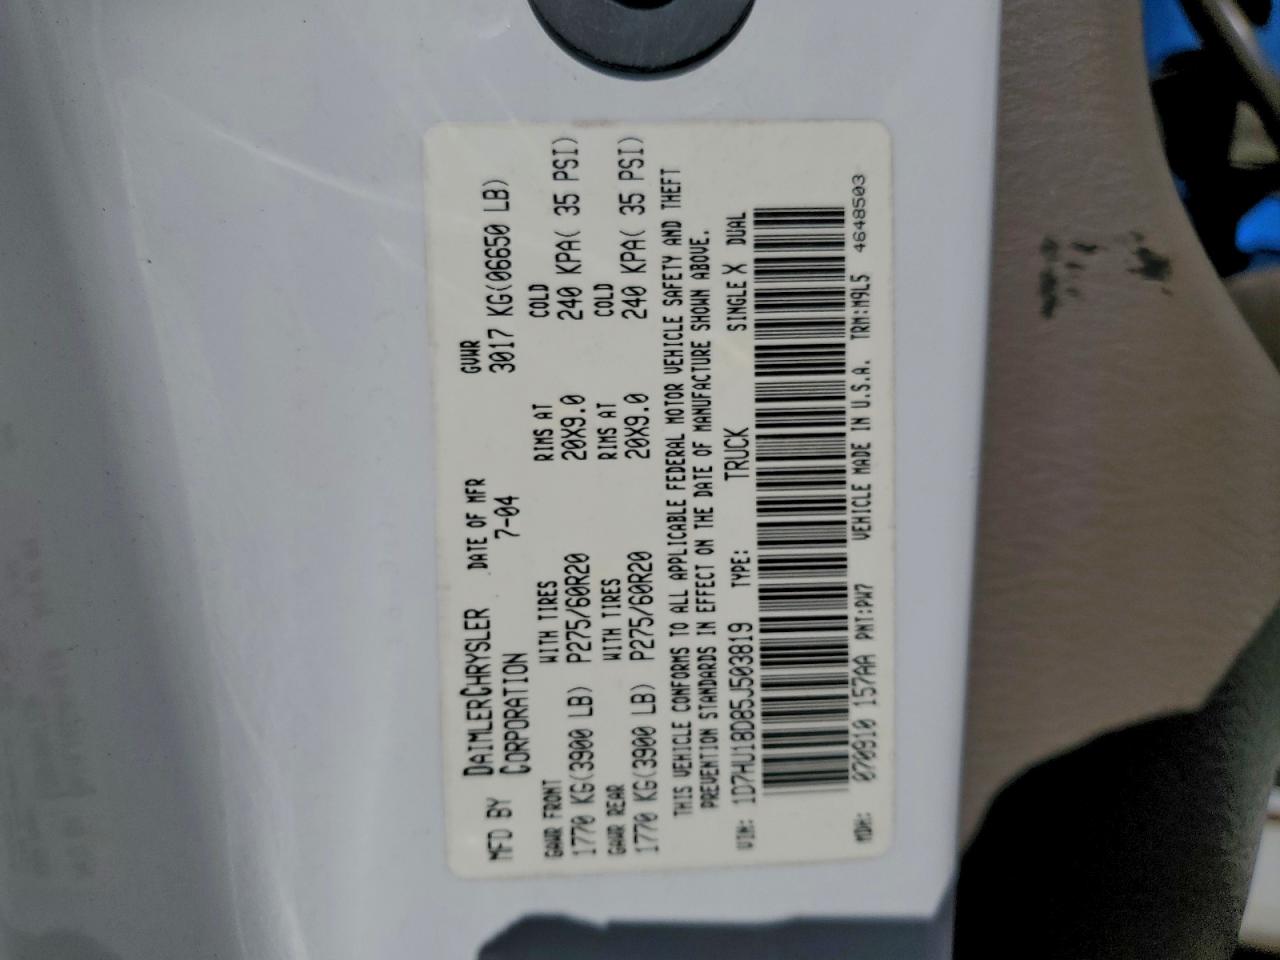 MFD BY DAIMLERCHRYSLER DATE OF MFR GVWR
CORPORATION 7-04 3017 KG(06650 LB)
GAWR FRONT WITH TIRES RIMS AT COLD
1770 KG(3900 LB) P275/60R20 20X9.0 240 KPA( 35 PSI)
GAWR REAR WITH TIRES RIMS AT COLD
1770 KG(3900 LB) P275/60R20 20X9.0 240 KPA( 35 PSI)
THIS VEHICLE CONFORMS TO ALL APPLICABLE FEDERAL MOTOR VEHICLE SAFETY AND THEFT
PREVENTION STANDARDS IN EFFECT ON THE DATE OF MANUFACTURE SHOWN ABOVE.
VIN: 1D7HU18D85J503819 TYPE: TRUCK SINGLE X DUAL
MDH: 070910 157AA PNT:PW7 VEHICLE MADE IN U.S.A. TRM:M9L5 4648503